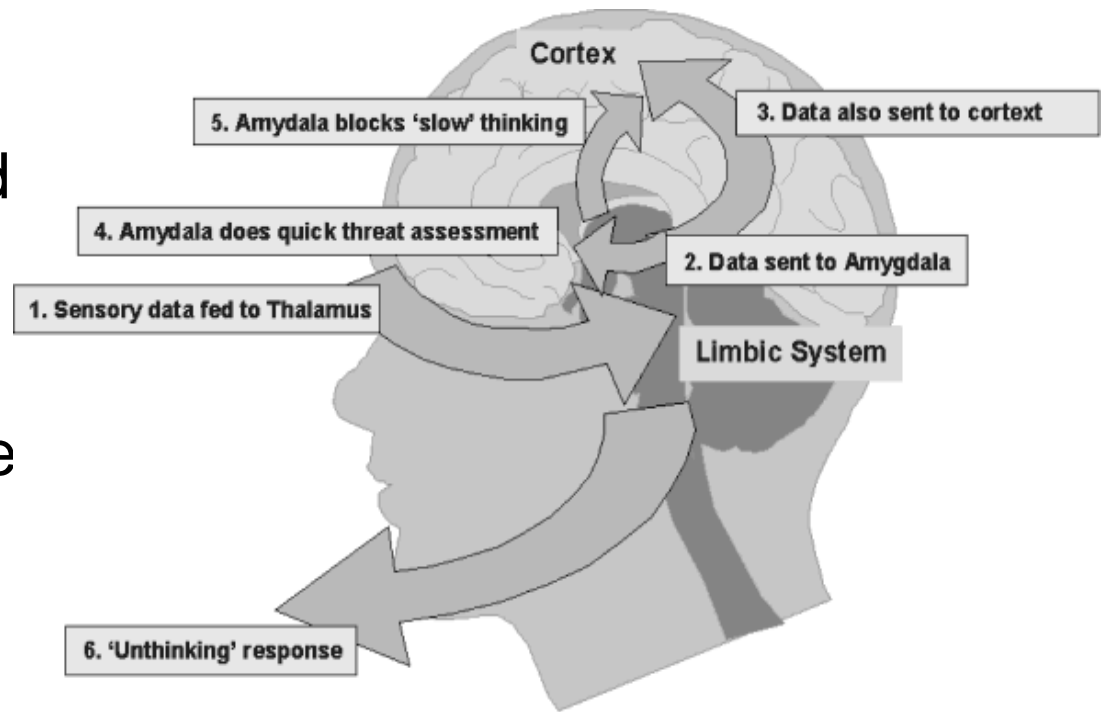 Cortex
5. Amydala blocks ‘slow’ thinking
3. Data also sent to cortext
4. Amydala does quick threat assessment
2. Data sent to Amygdala
1. Sensory data fed to Thalamus
Limbic System
6. ‘Unthinking’ response